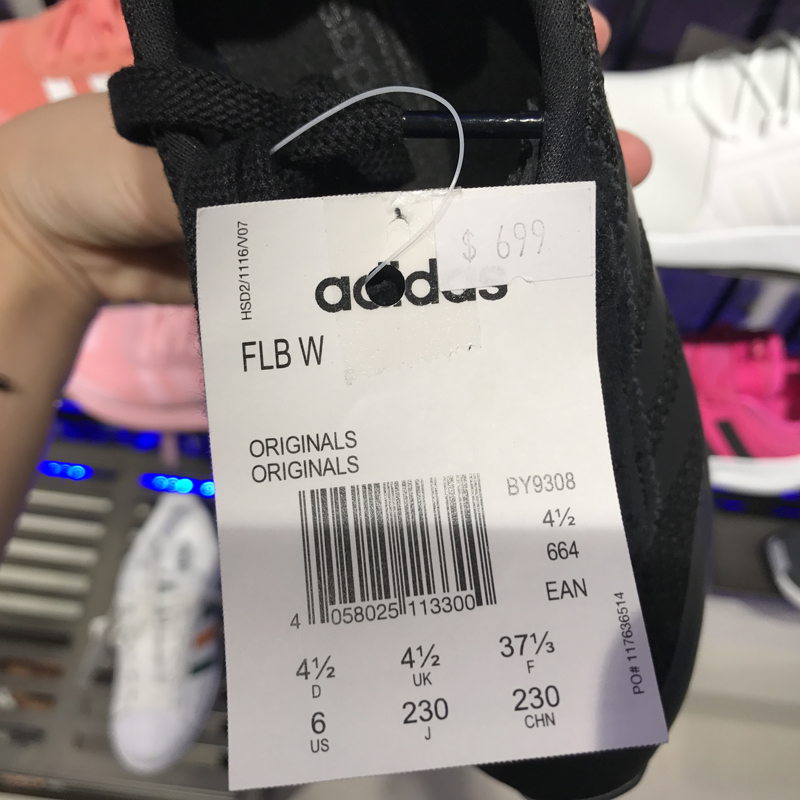 $ 699
adidas
HSD2/1116/V07
FLB W
ORIGINALS
ORIGINALS
BY9308
4½
664
EAN
4 058025 113300
4½ 4½ 37⅓
D UK F
6 230 230
US J CHN
PO# 117636514
adidas